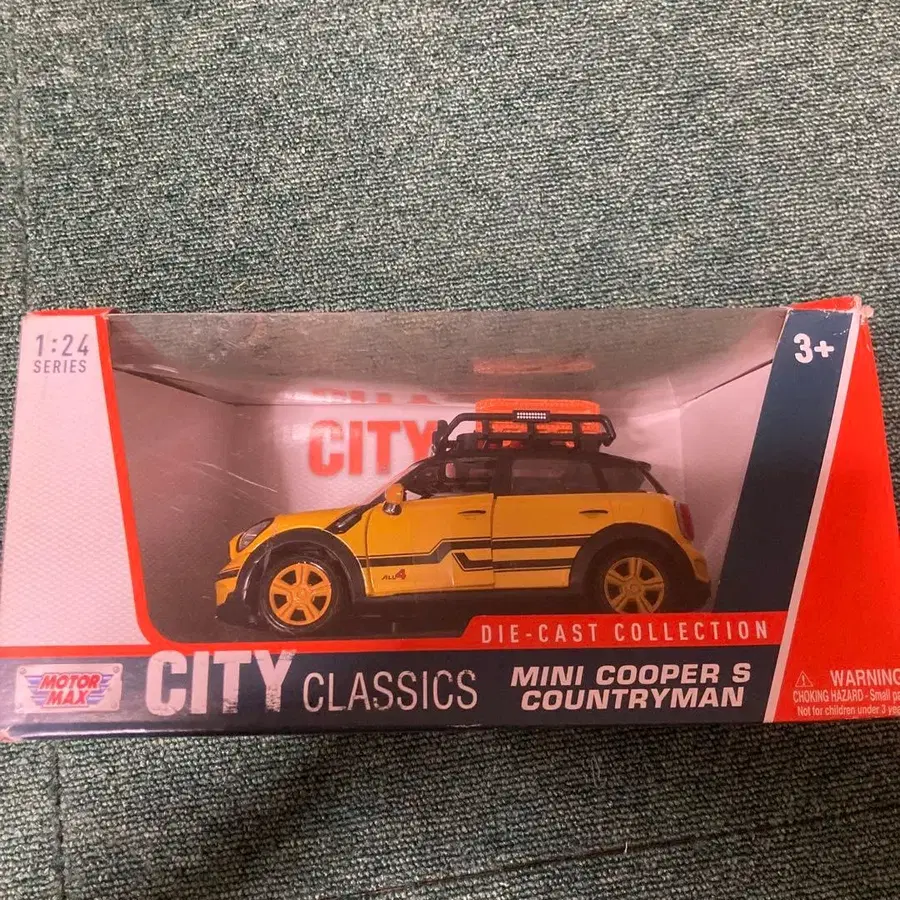 1:24
SERIES
3+
CITY
ALL4
DIE-CAST COLLECTION
MOTOR
MAX
CITY CLASSICS
MINI COOPER S
COUNTRYMAN
WARNING
CHOKING HAZARD - Small pa
Not for children under 3 yea